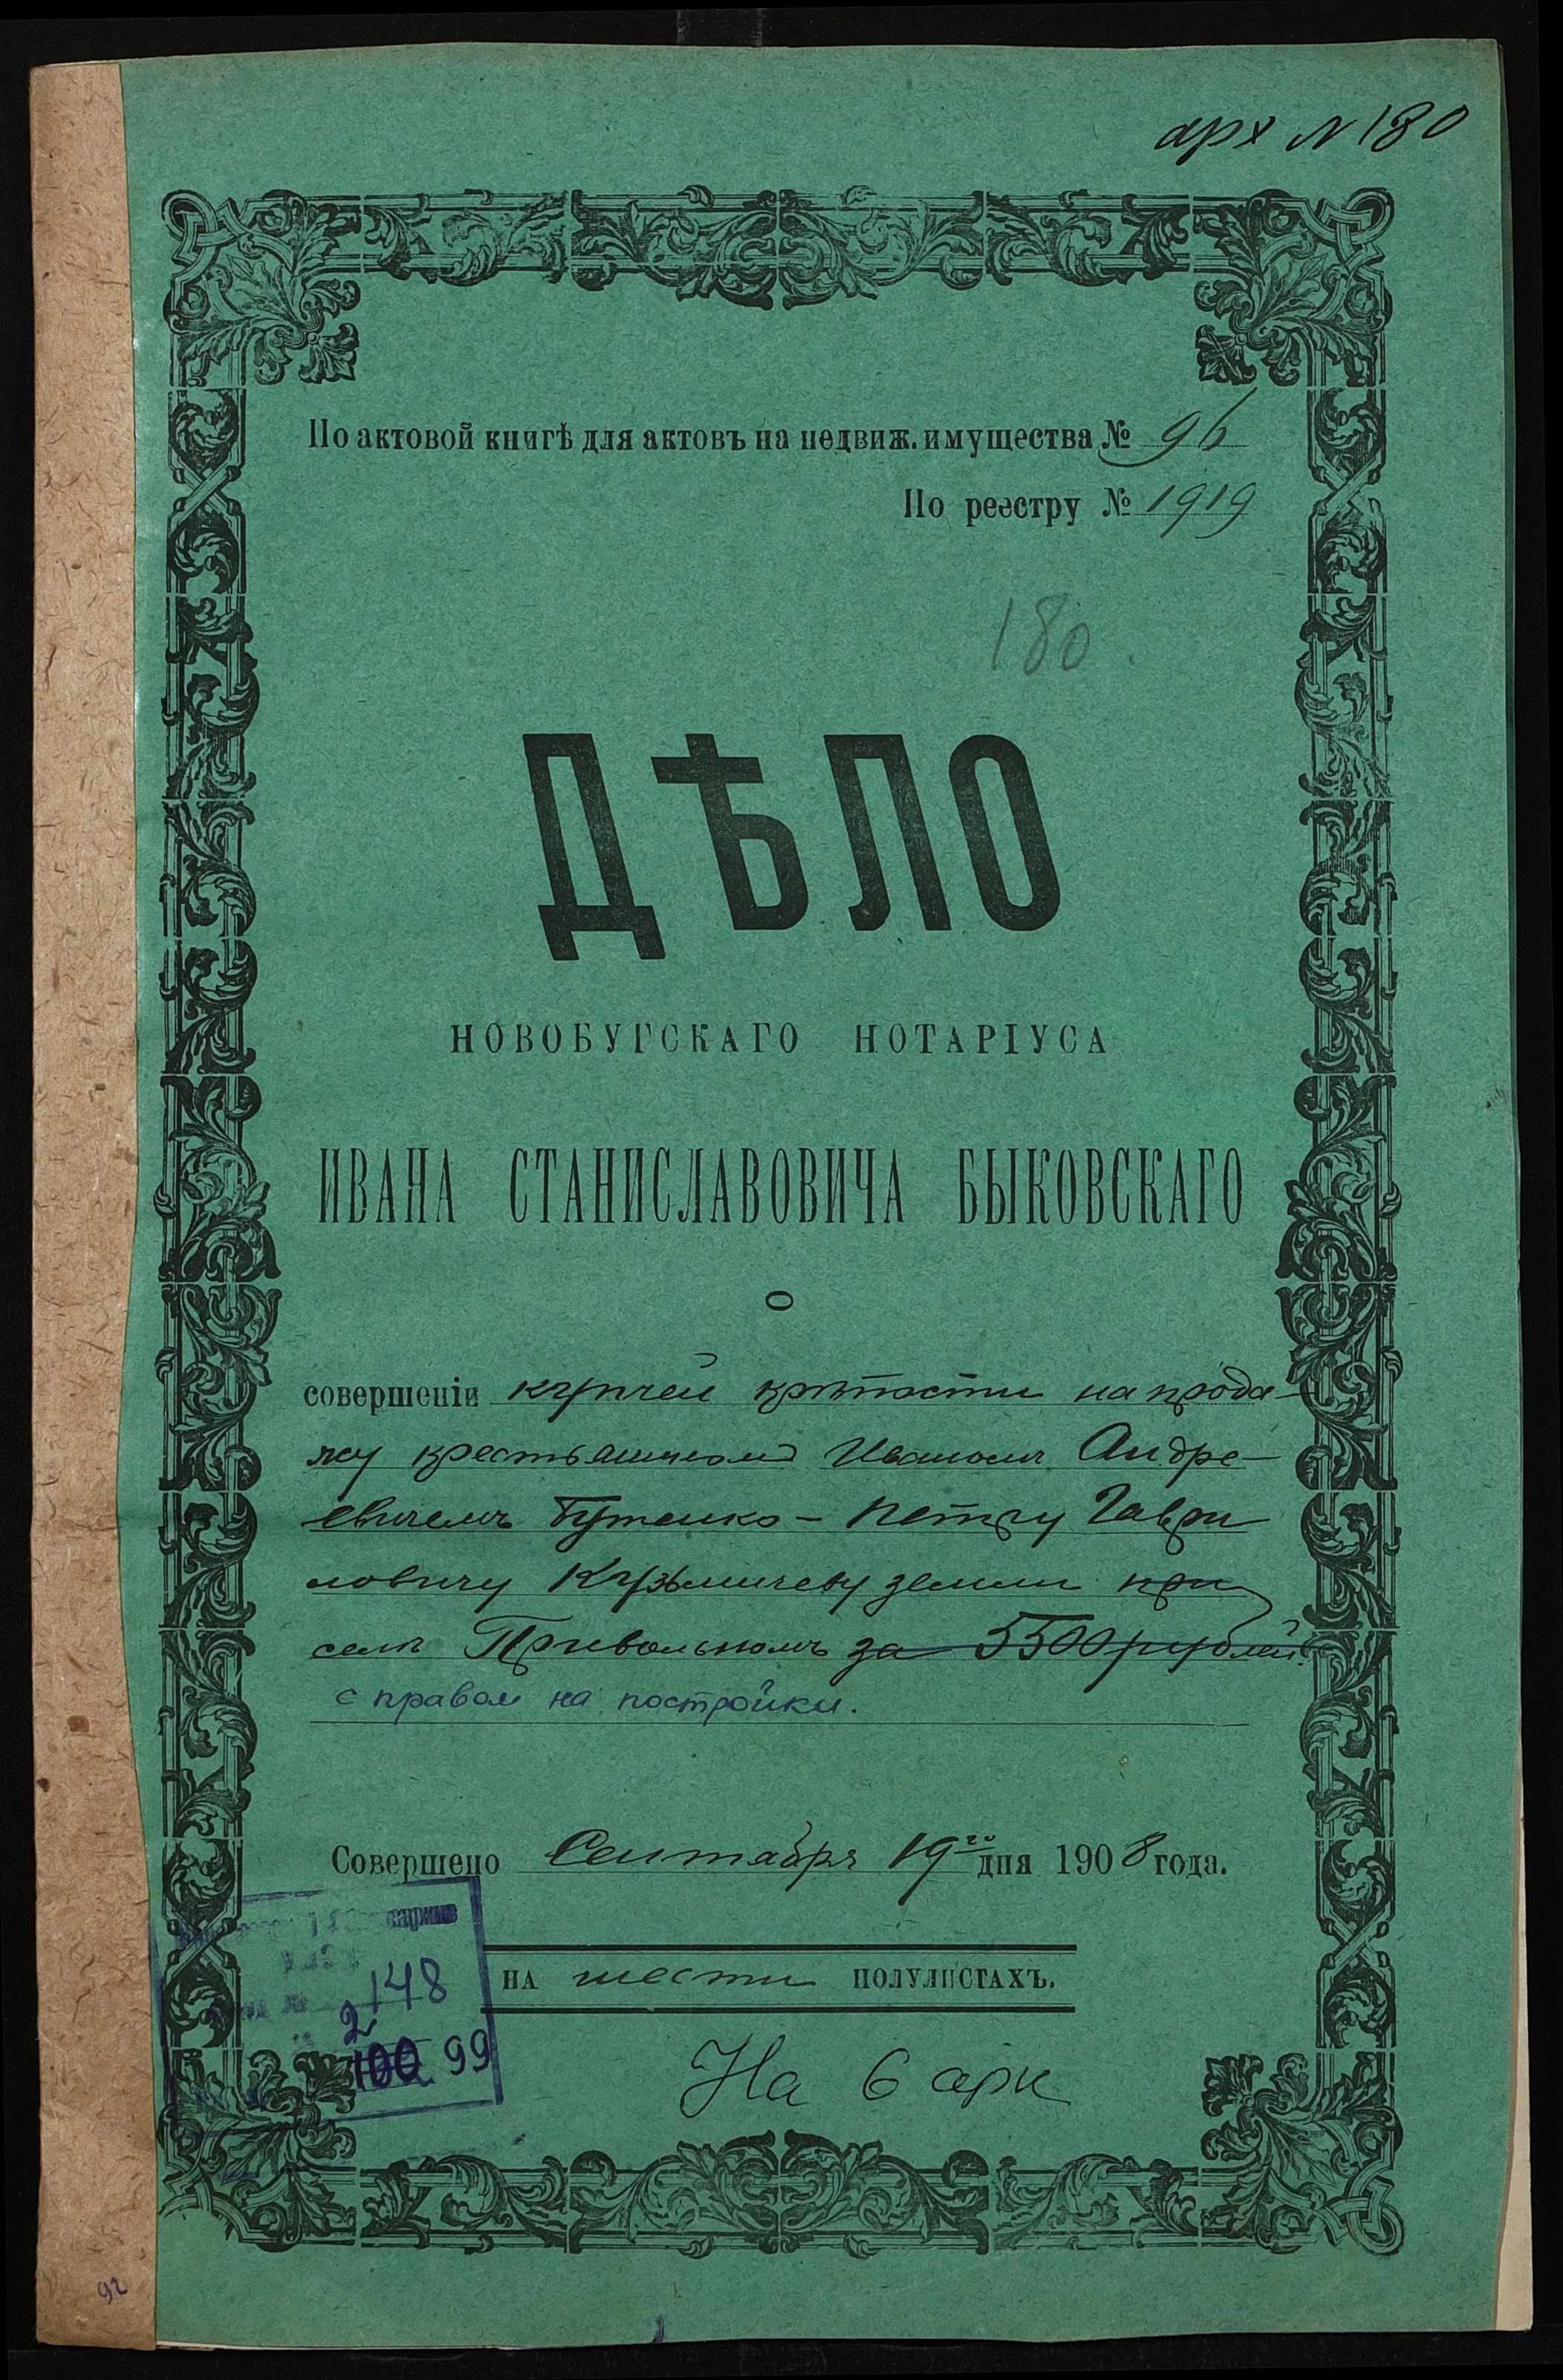 арх N 180
По актовой книгѣ для актовъ на недвиж. имущества № 96
По реестру № 1919
180.
ДѢЛО
НОВОБУГСКАГО НОТАРІУСА
ИВАНА СТАНИСЛАВОВИЧА БЫКОВСКАГО
О
совершеніи купчей крѣпости на прода-
жу крестьяниномъ Иваномъ Андре-
евичемъ Бутенко - Петру Гаври
ловичу Кузьмичеву земли при
селѣ Привольномъ за 5500 рублей.
с правом на постройки.
Совершено Сентября 19го дня 1908 года.
НА шести ПОЛУЛИСТАХЪ.
148
2
100 99
На 6 арк
92